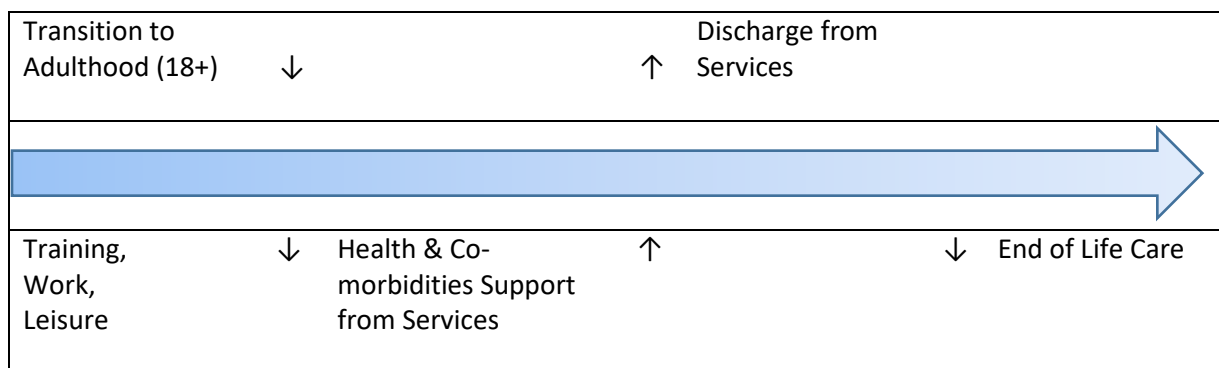 Transition to
Adulthood (18+) ↓ ↑ Discharge from
Services
Training,
Work,
Leisure
↓ Health & Co-
morbidities Support
from Services
↑ ↓ End of Life Care